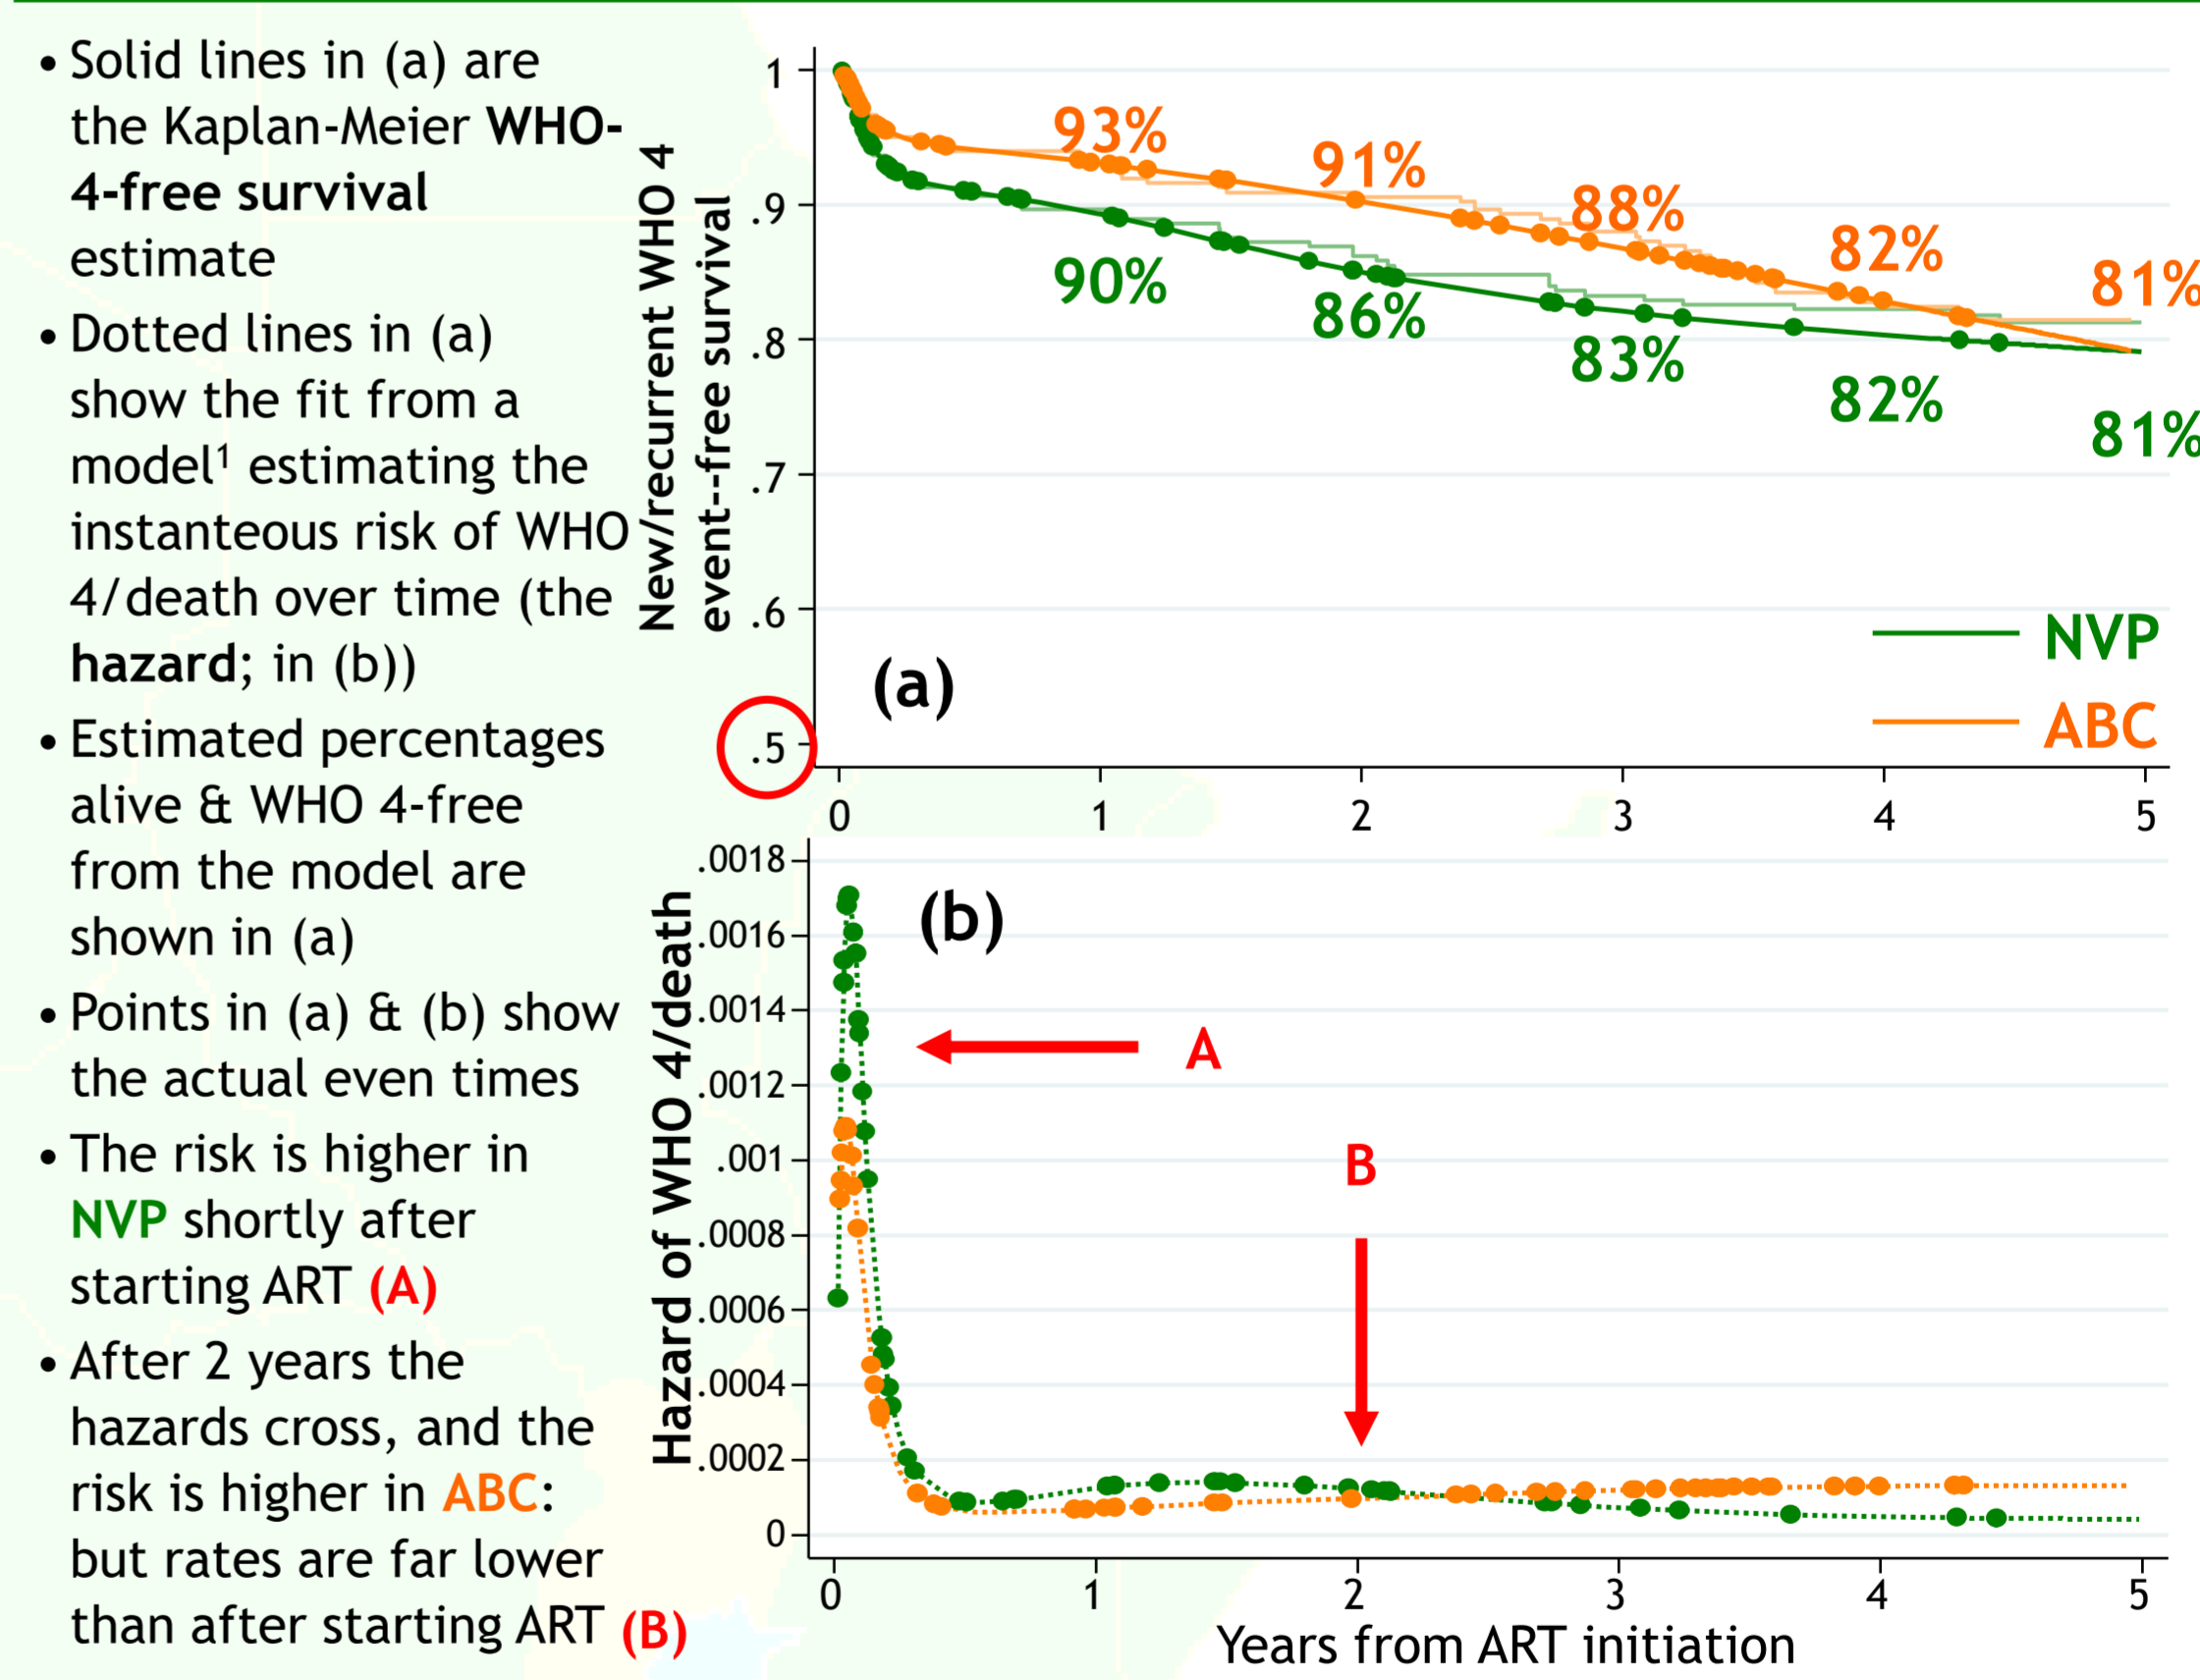 • Solid lines in (a) are
the Kaplan-Meier WHO-
4-free survival
estimate
• Dotted lines in (a)
show the fit from a
model¹ estimating the
instanteous risk of WHO
4/death over time (the
hazard; in (b))
• Estimated percentages
alive & WHO 4-free
from the model are
shown in (a)
• Points in (a) & (b) show
the actual even times
• The risk is higher in
NVP shortly after
starting ART (A)
• After 2 years the
hazards cross, and the
risk is higher in ABC:
but rates are far lower
than after starting ART (B)
New/recurrent WHO 4
event--free survival
1
.9
.8
.7
.6
.5
93%
91%
88%
82%
81%
90%
86%
83%
82%
81%
NVP
ABC
(a)
0 1 2 3 4 5
Hazard of WHO 4/death
.0018
.0016
.0014
.0012
.001
.0008
.0006
.0004
.0002
0
(b)
A
B
0 1 2 3 4 5
Years from ART initiation